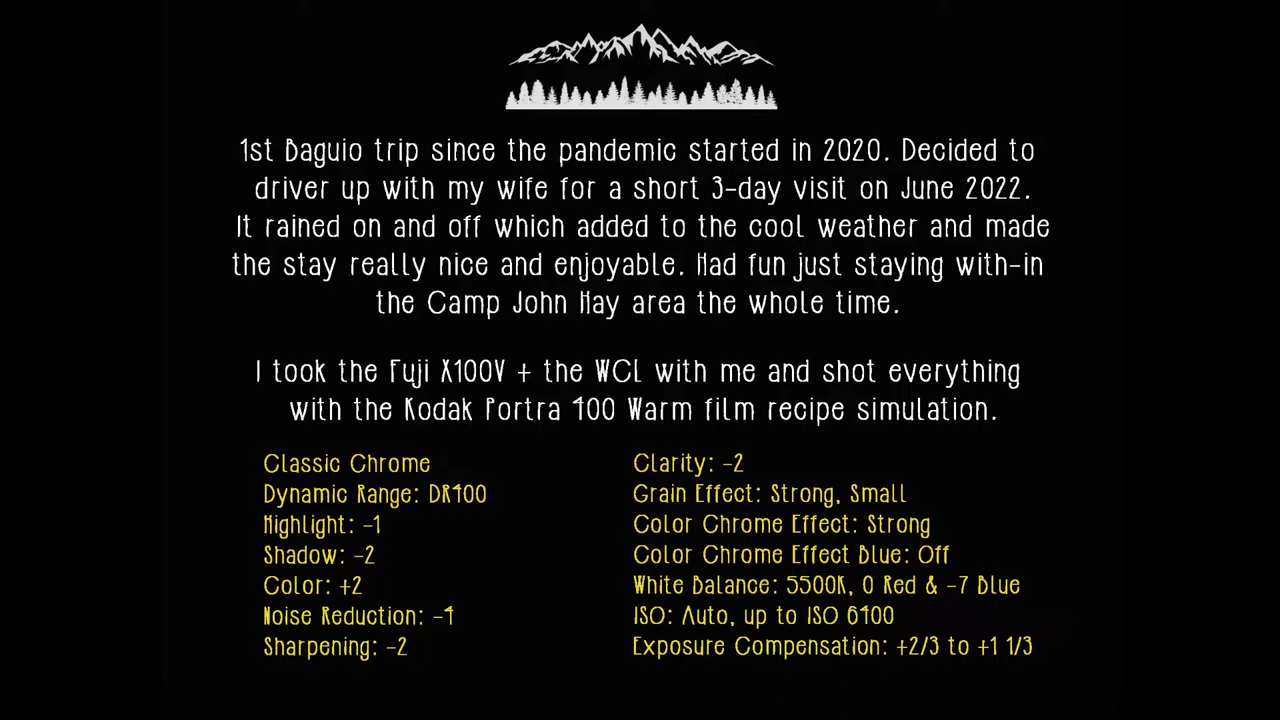 1st Baguio trip since the pandemic started in 2020. Decided to
driver up with my wife for a short 3-day visit on June 2022.
It rained on and off which added to the cool weather and made
the stay really nice and enjoyable. Had fun just staying with-in
the Camp John Hay area the whole time.
I took the Fuji X100V + the WCL with me and shot everything
with the Kodak Portra 400 Warm film recipe simulation.
Classic Chrome
Dynamic Range: DR400
Highlight: -1
Shadow: -2
Color: +2
Noise Reduction: -4
Sharpening: -2
Clarity: -2
Grain Effect: Strong, Small
Color Chrome Effect: Strong
Color Chrome Effect Blue: Off
White Balance: 5500K, 0 Red & -7 Blue
ISO: Auto, up to ISO 6400
Exposure Compensation: +2/3 to +1 1/3